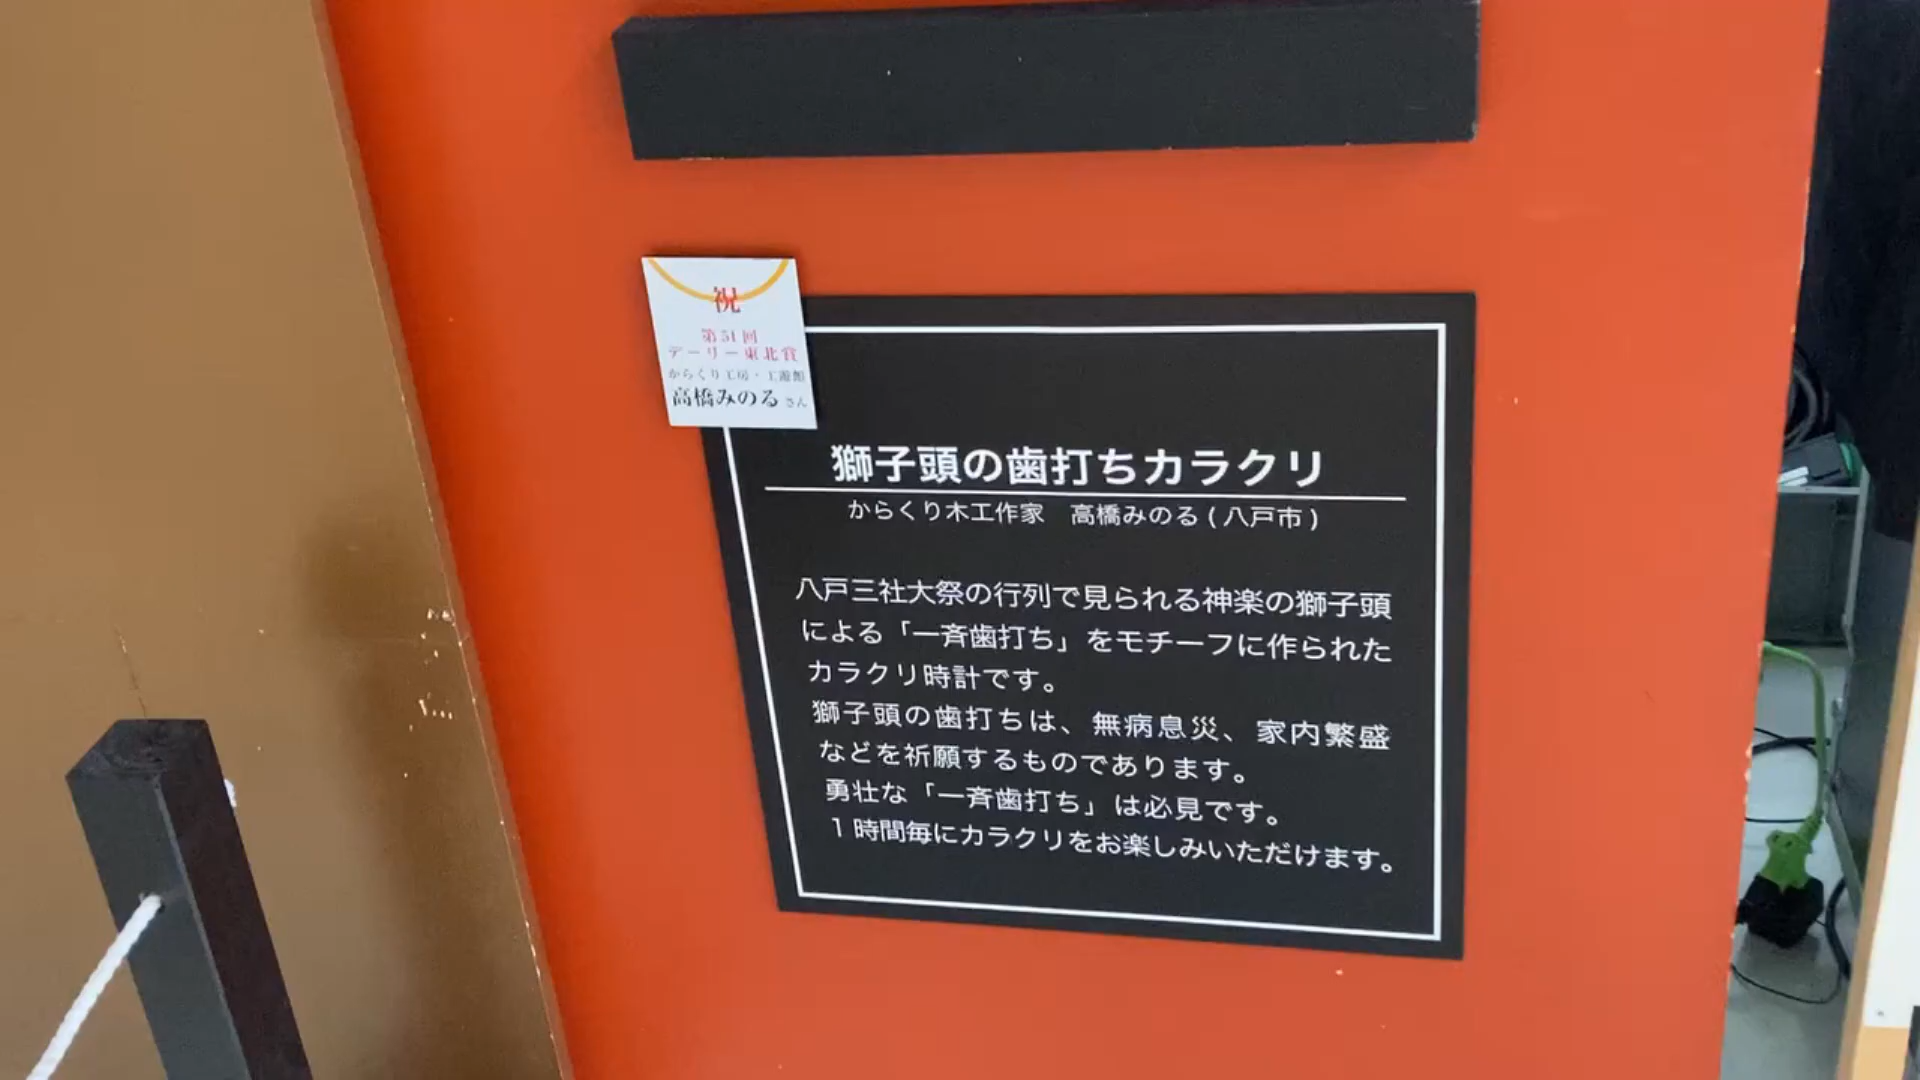 祝
第51回
デーリー東北賞
からくり工房・工遊館
高橋みのるさん
獅子頭の歯打ちカラクリ
からくり木工作家 高橋みのる(八戸市)
八戸三社大祭の行列で見られる神楽の獅子頭
による「一斉歯打ち」をモチーフに作られた
カラクリ時計です。
獅子頭の歯打ちは、無病息災、家内繁盛
などを祈願するものであります。
勇壮な「一斉歯打ち」は必見です。
1時間毎にカラクリをお楽しみいただけます。